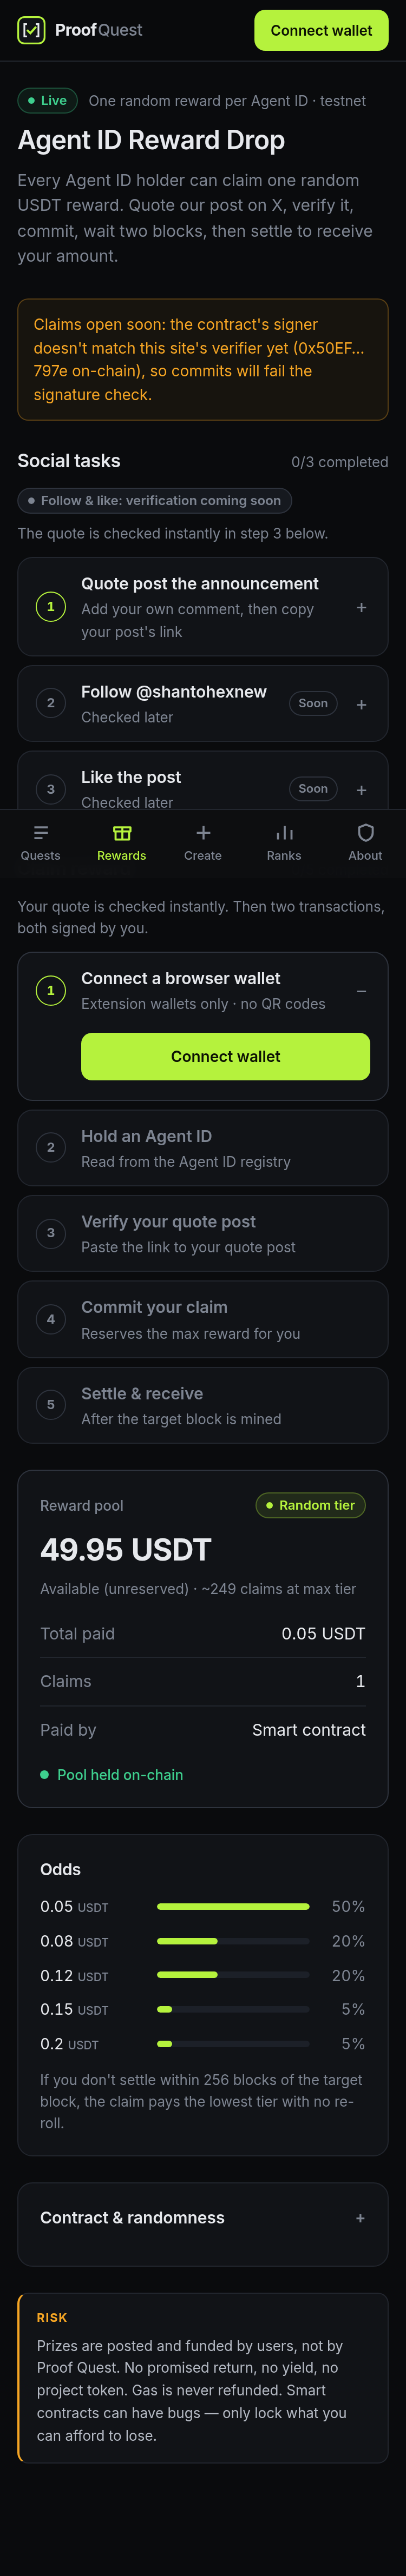 ProofQuest
Connect wallet
Live
One random reward per Agent ID · testnet
Agent ID Reward Drop
Every Agent ID holder can claim one random
USDT reward. Quote our post on X, verify it,
commit, wait two blocks, then settle to receive
your amount.
Claims open soon: the contract's signer
doesn't match this site's verifier yet (0x50EF…
797e on-chain), so commits will fail the
signature check.
Social tasks
0/3 completed
Follow & like: verification coming soon
The quote is checked instantly in step 3 below.
1
Quote post the announcement
Add your own comment, then copy
your post's link
+
2
Follow @shantohexnew
Checked later
Soon
+
3
Like the post
Checked later
Soon
+
Quests
Rewards
Create
Ranks
About
Your quote is checked instantly. Then two transactions,
both signed by you.
1
Connect a browser wallet
Extension wallets only · no QR codes
−
Connect wallet
2
Hold an Agent ID
Read from the Agent ID registry
3
Verify your quote post
Paste the link to your quote post
4
Commit your claim
Reserves the max reward for you
5
Settle & receive
After the target block is mined
Reward pool
Random tier
49.95 USDT
Available (unreserved) · ~249 claims at max tier
Total paid
0.05 USDT
Claims
1
Paid by
Smart contract
Pool held on-chain
Odds
0.05 USDT
50%
0.08 USDT
20%
0.12 USDT
20%
0.15 USDT
5%
0.2 USDT
5%
If you don't settle within 256 blocks of the target
block, the claim pays the lowest tier with no re-
roll.
Contract & randomness
+
RISK
Prizes are posted and funded by users, not by
Proof Quest. No promised return, no yield, no
project token. Gas is never refunded. Smart
contracts can have bugs — only lock what you
can afford to lose.